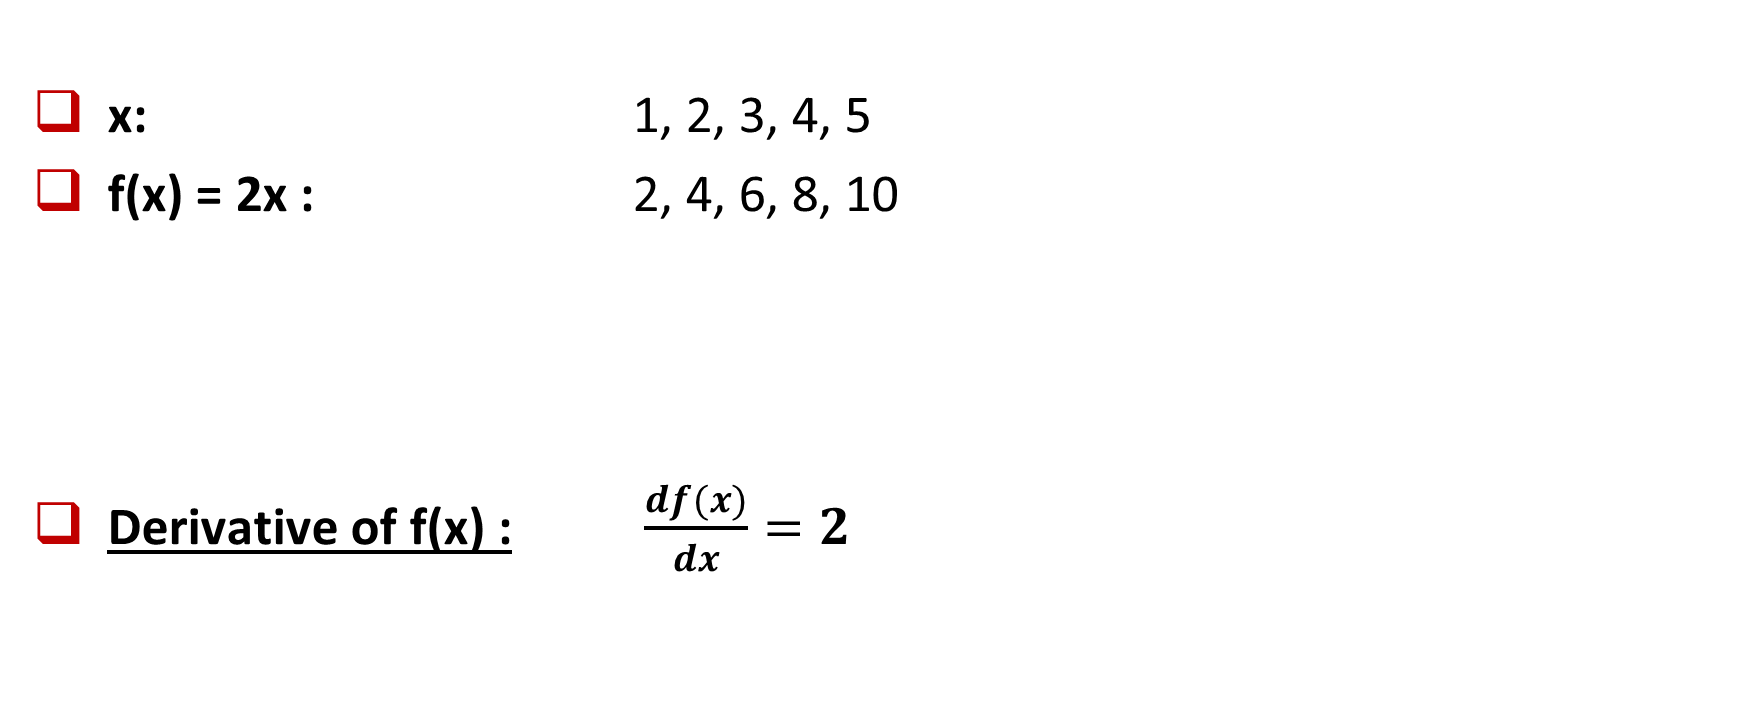 ❑ x: 1, 2, 3, 4, 5
❑ f(x) = 2x : 2, 4, 6, 8, 10
❑ Derivative of f(x) : df(x)/dx = 2